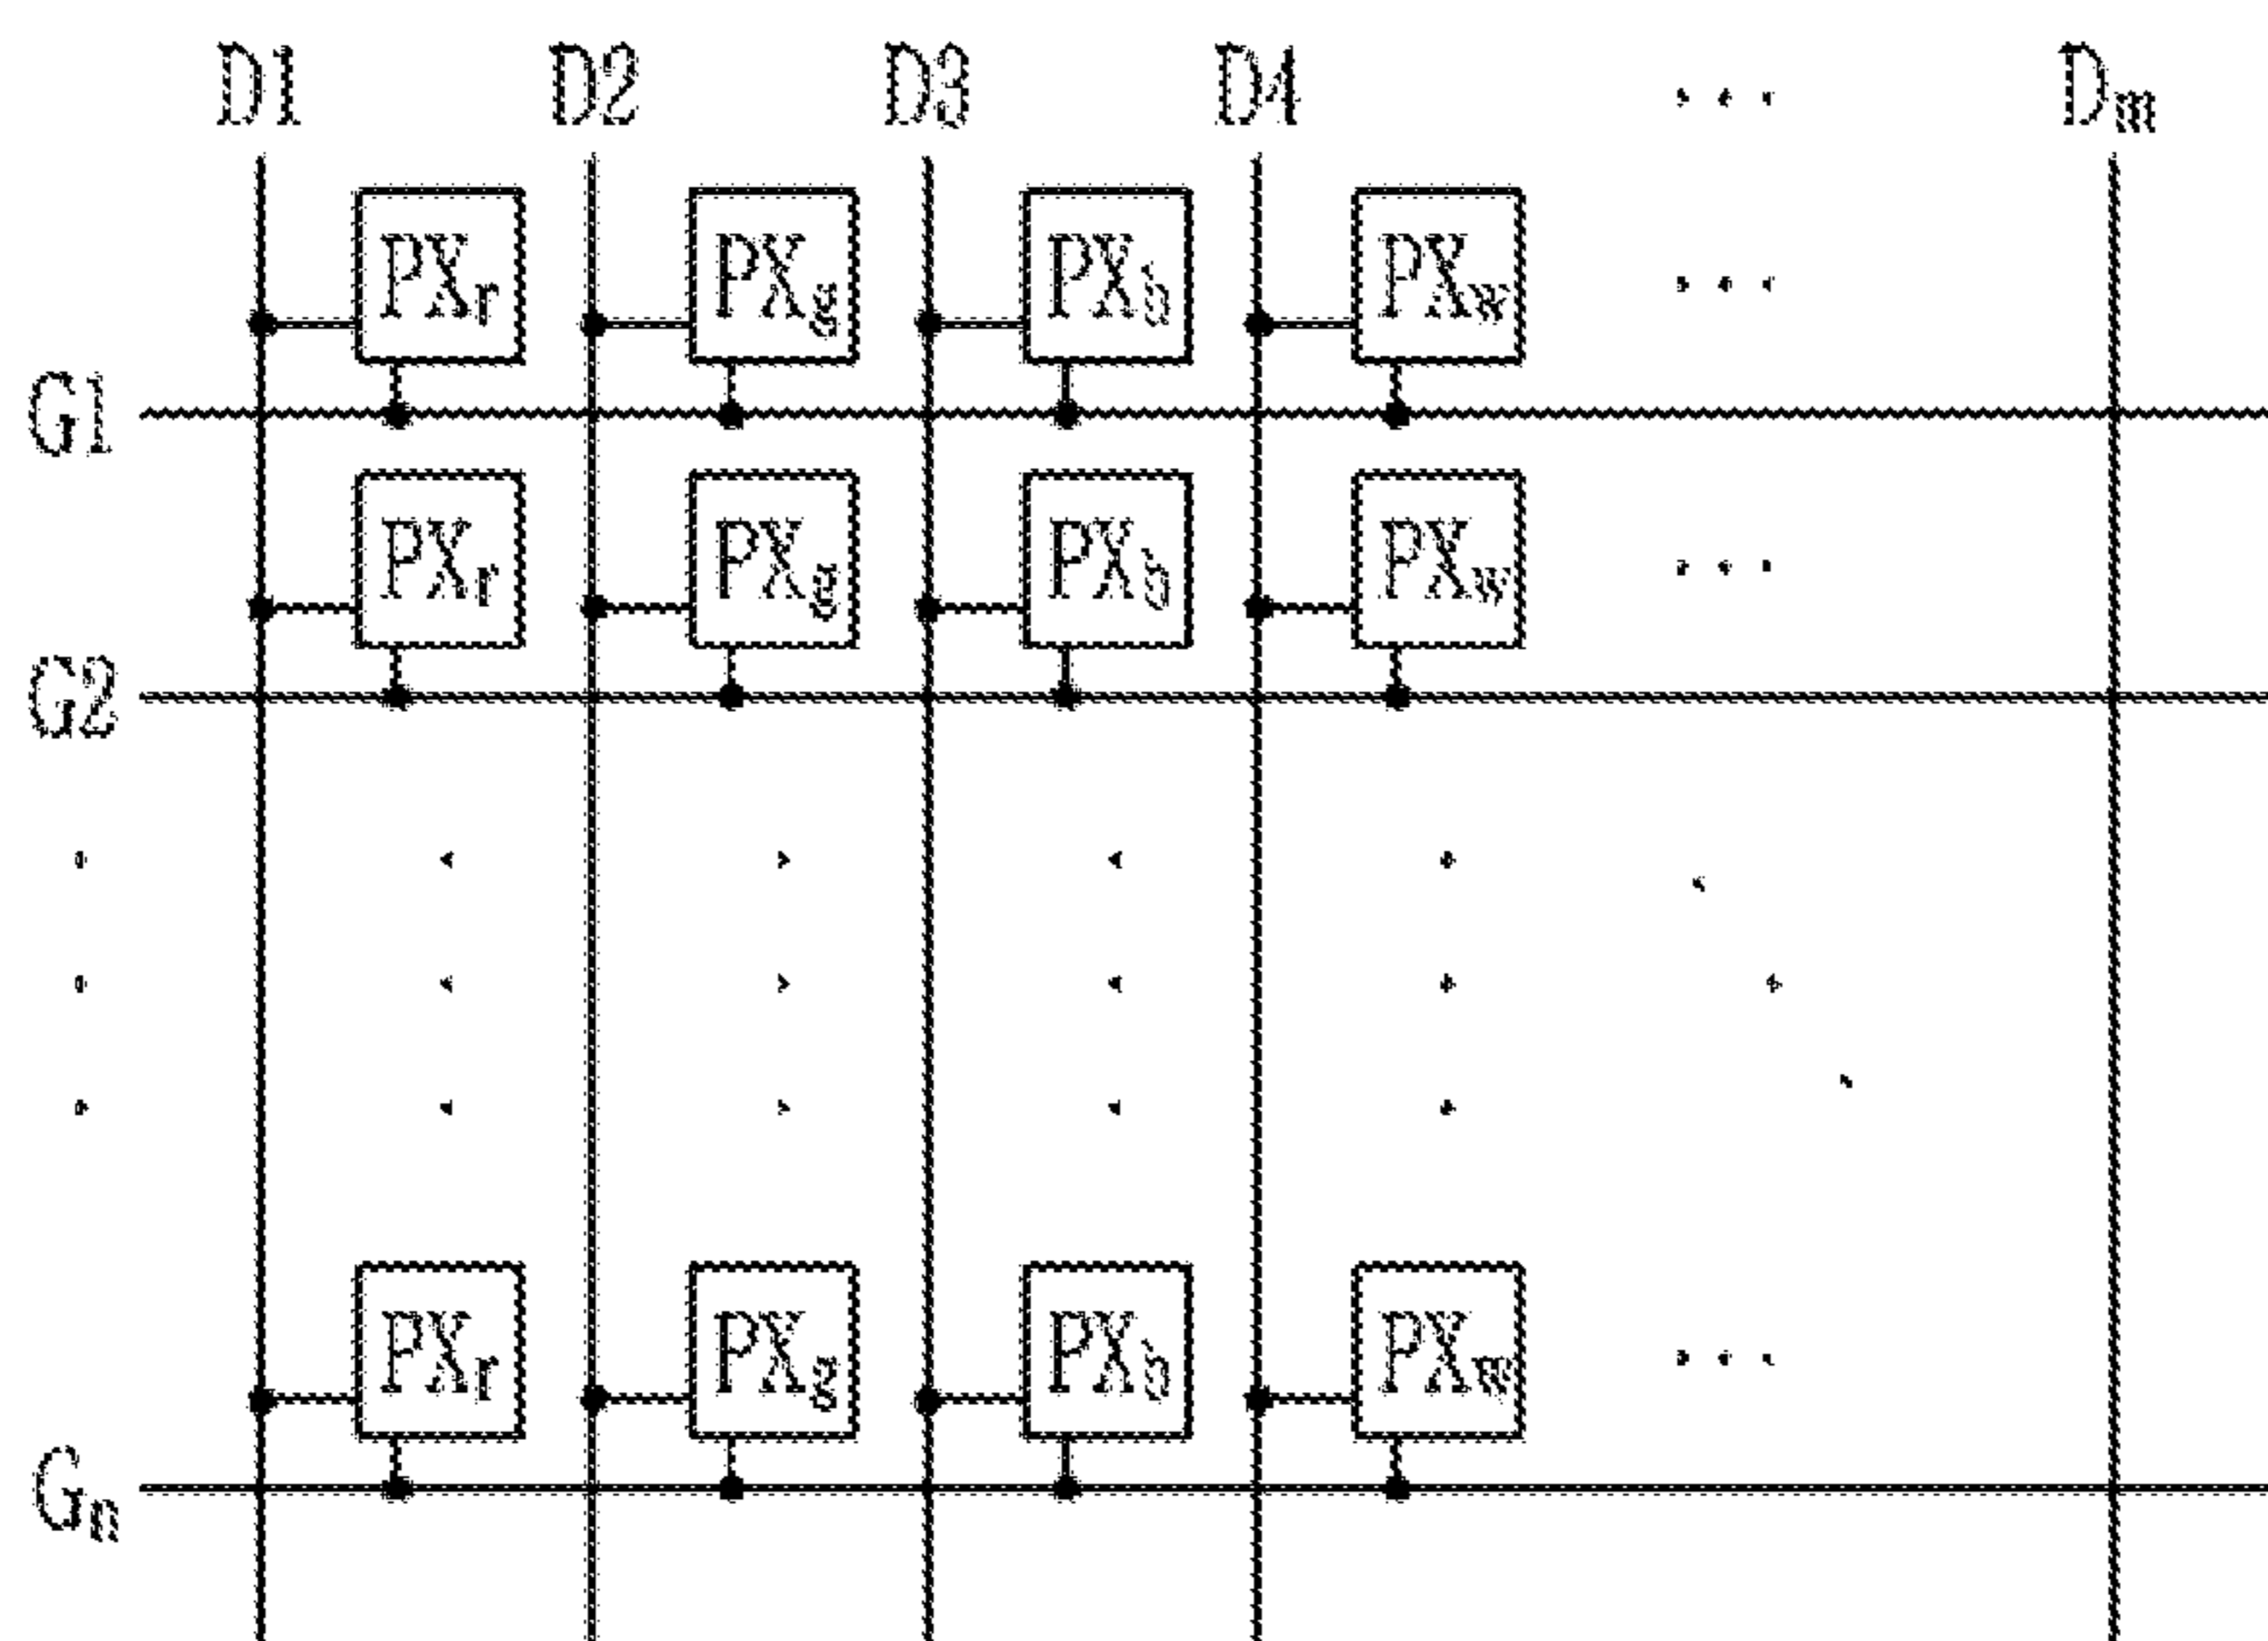 D1 D2 D3 D4 ... Dm
PXr PXg PXb PXw ...
G1
PXr PXg PXb PXw ...
G2
PXr PXg PXb PXw ...
Gn